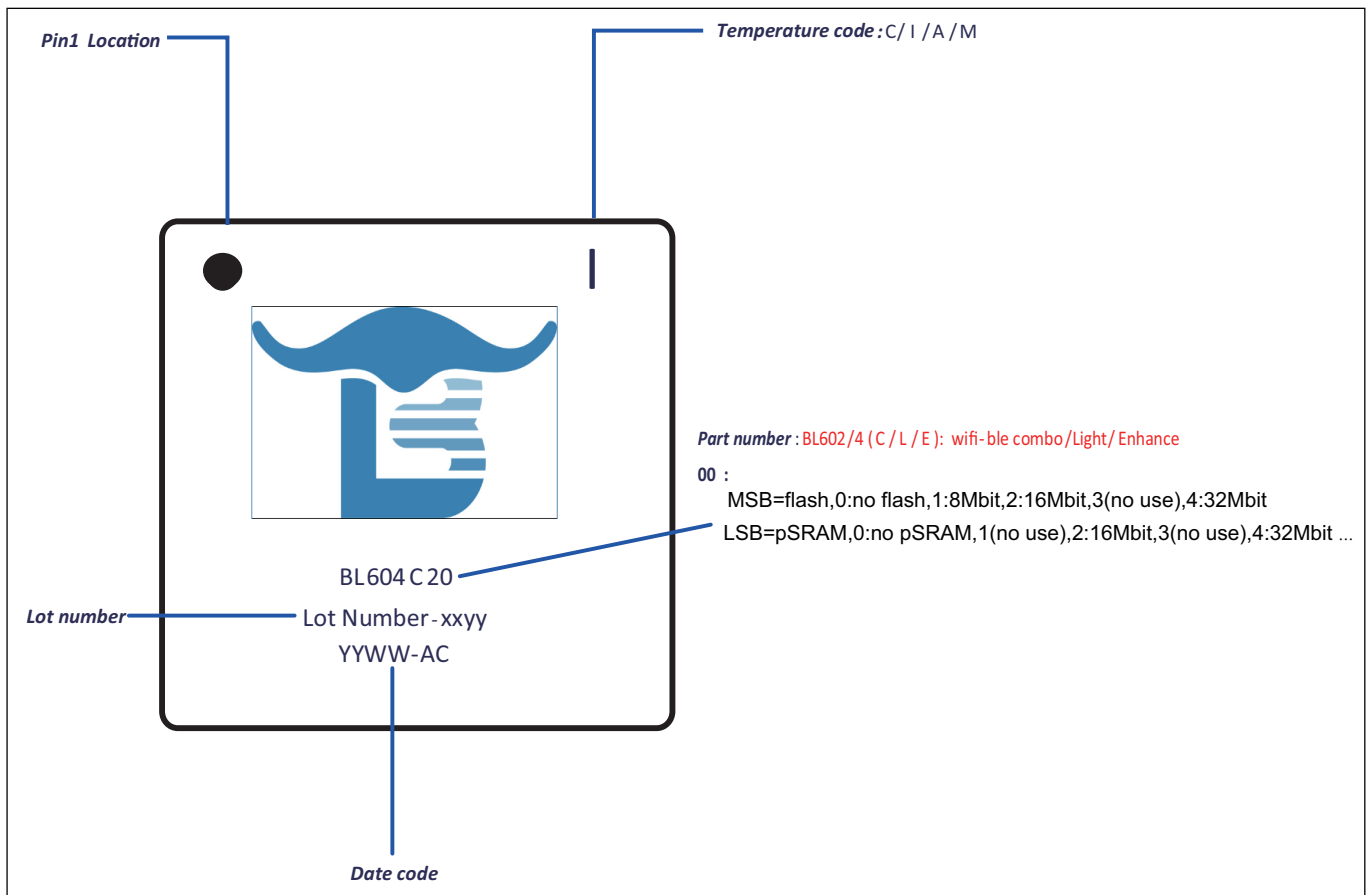 Pin1 Location
Temperature code : C/ I /A /M
I
Part number : BL602/4 ( C / L / E ): wifi-ble combo/Light/Enhance
00 :
MSB=flash,0:no flash,1:8Mbit,2:16Mbit,3(no use),4:32Mbit
LSB=pSRAM,0:no pSRAM,1(no use),2:16Mbit,3(no use),4:32Mbit ...
BL604 C 20
Lot number
Lot Number-xxyy
YYWW-AC
Date code